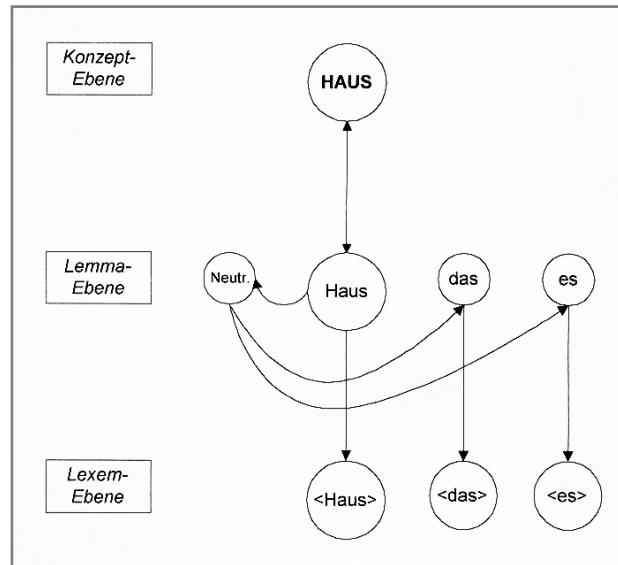 Konzept-
Ebene
HAUS
Lemma-
Ebene
Neutr.
Haus
das
es
Lexem-
Ebene
<Haus>
<das>
<es>